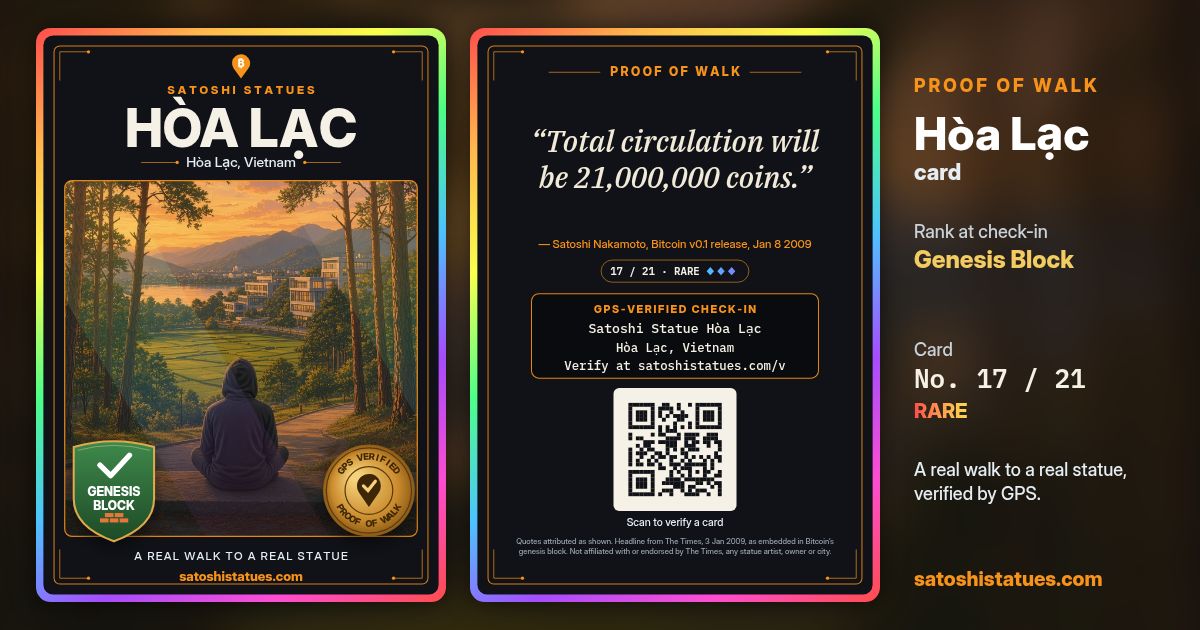 SATOSHI STATUES
HÒA LẠC
Hòa Lạc, Vietnam
GENESIS
BLOCK
GPS VERIFIED
PROOF OF WALK
A REAL WALK TO A REAL STATUE
satoshistatues.com
PROOF OF WALK
“Total circulation will
be 21,000,000 coins.”
— Satoshi Nakamoto, Bitcoin v0.1 release, Jan 8 2009
17 / 21 · RARE
GPS-VERIFIED CHECK-IN
Satoshi Statue Hòa Lạc
Hòa Lạc, Vietnam
Verify at satoshistatues.com/v
Scan to verify a card
Quotes attributed as shown. Headline from The Times, 3 Jan 2009, as embedded in Bitcoin's
genesis block. Not affiliated with or endorsed by The Times, any statue artist, owner or city.
PROOF OF WALK
Hòa Lạc
card
Rank at check-in
Genesis Block
Card
No. 17 / 21
RARE
A real walk to a real statue,
verified by GPS.
satoshistatues.com